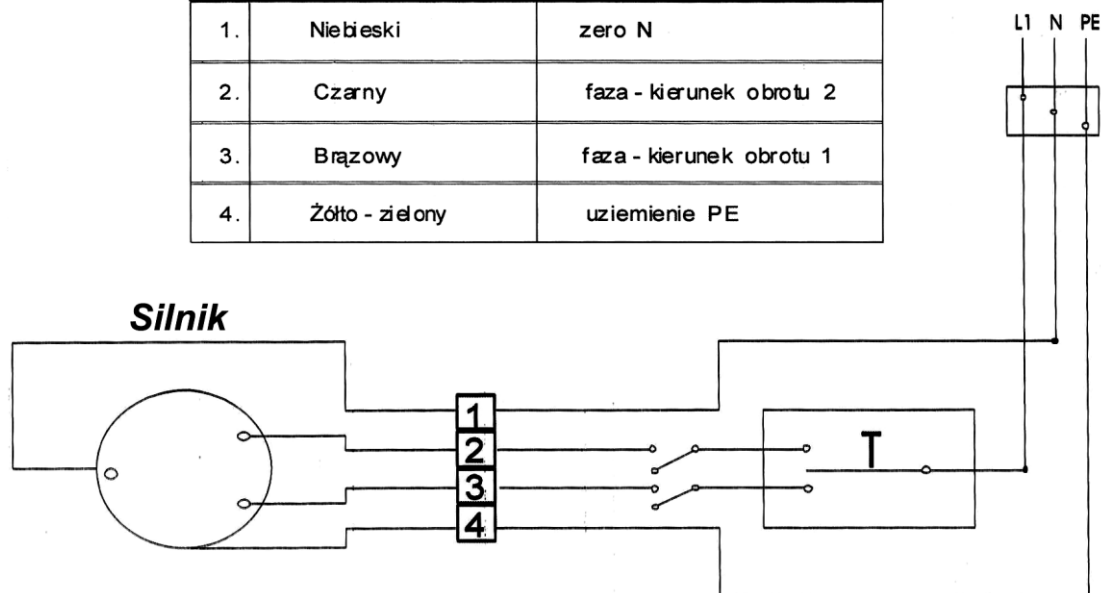 1. Niebieski zero N
2. Czarny faza - kierunek obrotu 2
3. Brązowy faza - kierunek obrotu 1
4. Żółto - zielony uziemienie PE
L1 N PE
Silnik
1
2
3
4
T